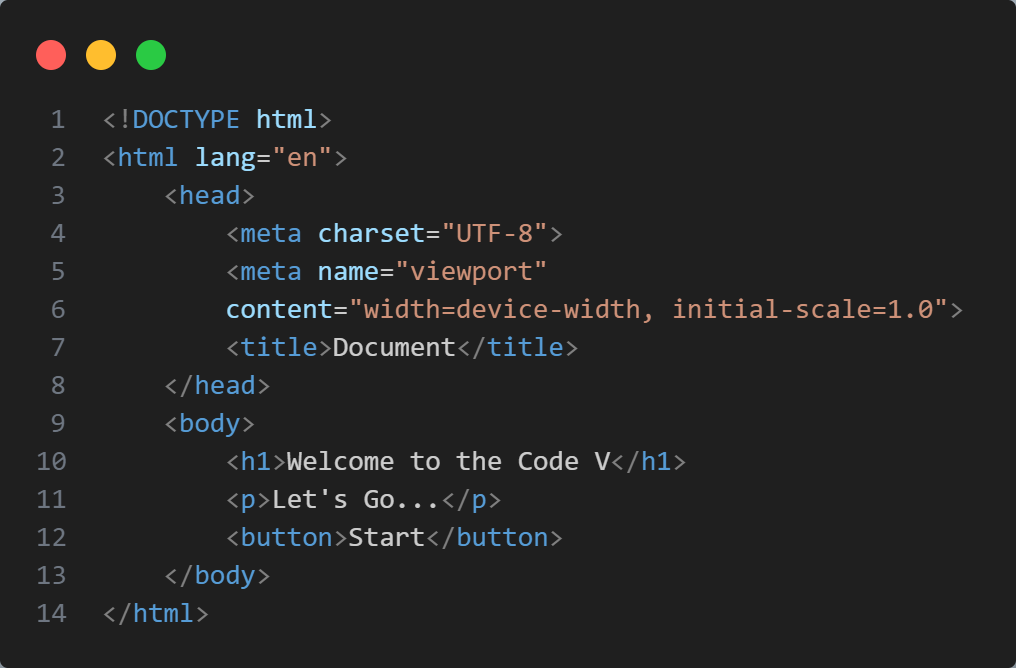 1 <!DOCTYPE html>
2 <html lang="en">
3     <head>
4         <meta charset="UTF-8">
5         <meta name="viewport"
6         content="width=device-width, initial-scale=1.0">
7         <title>Document</title>
8     </head>
9     <body>
10         <h1>Welcome to the Code V</h1>
11         <p>Let's Go...</p>
12         <button>Start</button>
13     </body>
14 </html>